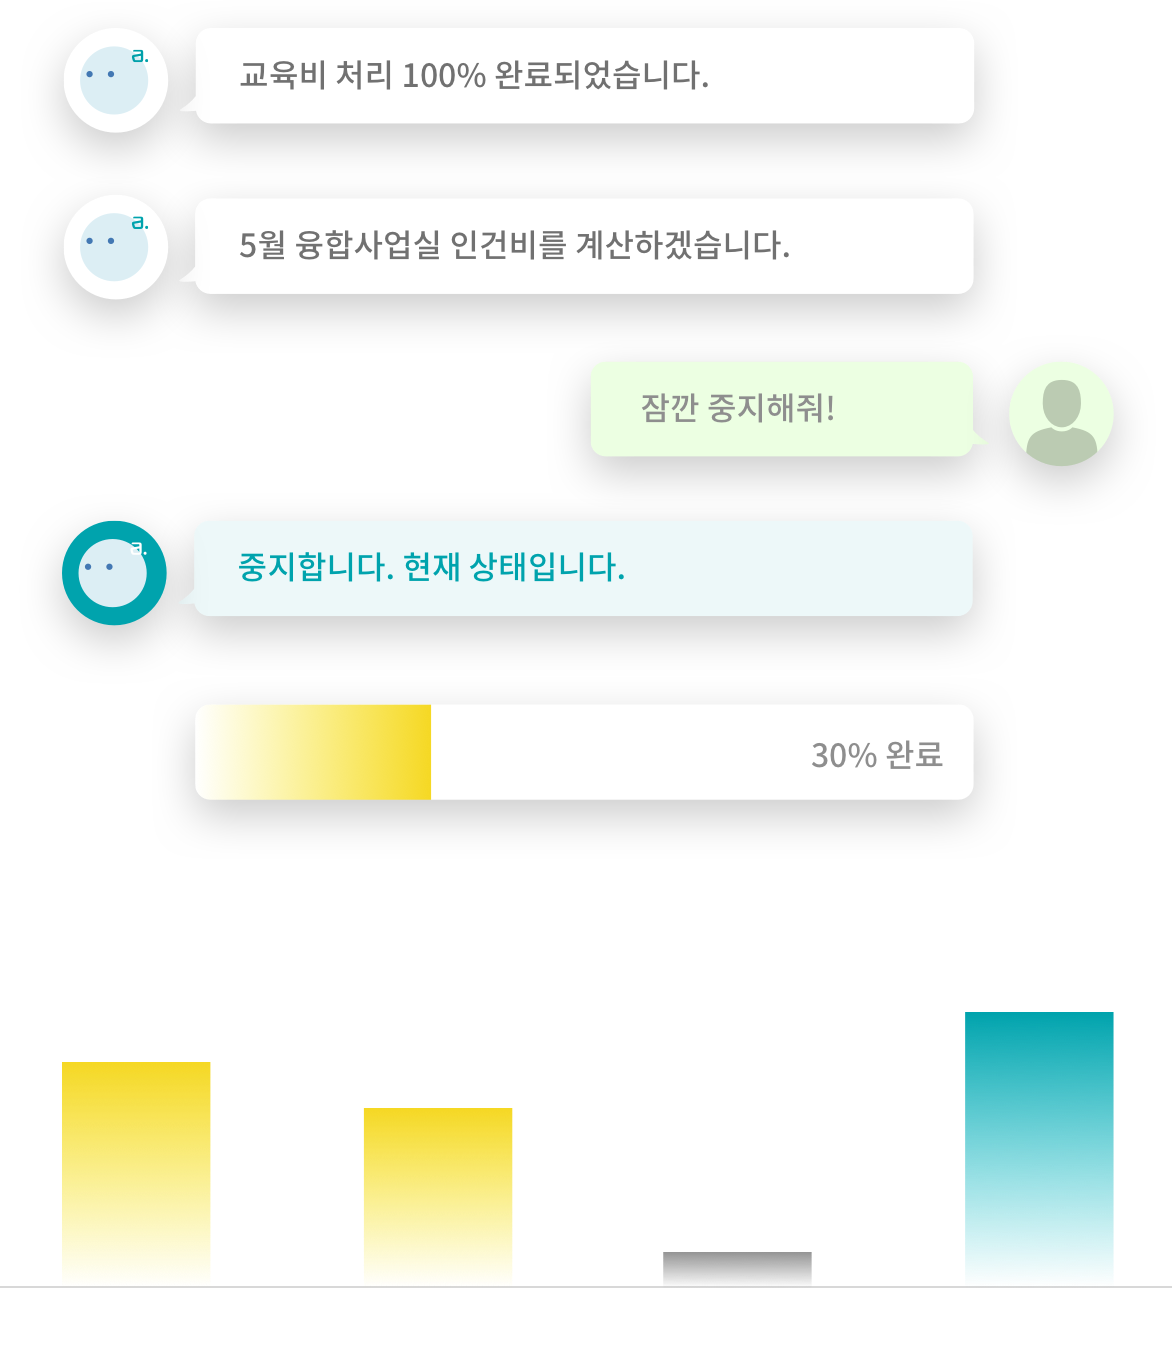 a.
교육비 처리 100% 완료되었습니다.
a.
5월 융합사업실 인건비를 계산하겠습니다.
잠깐 중지해줘!
a.
중지합니다. 현재 상태입니다.
30% 완료